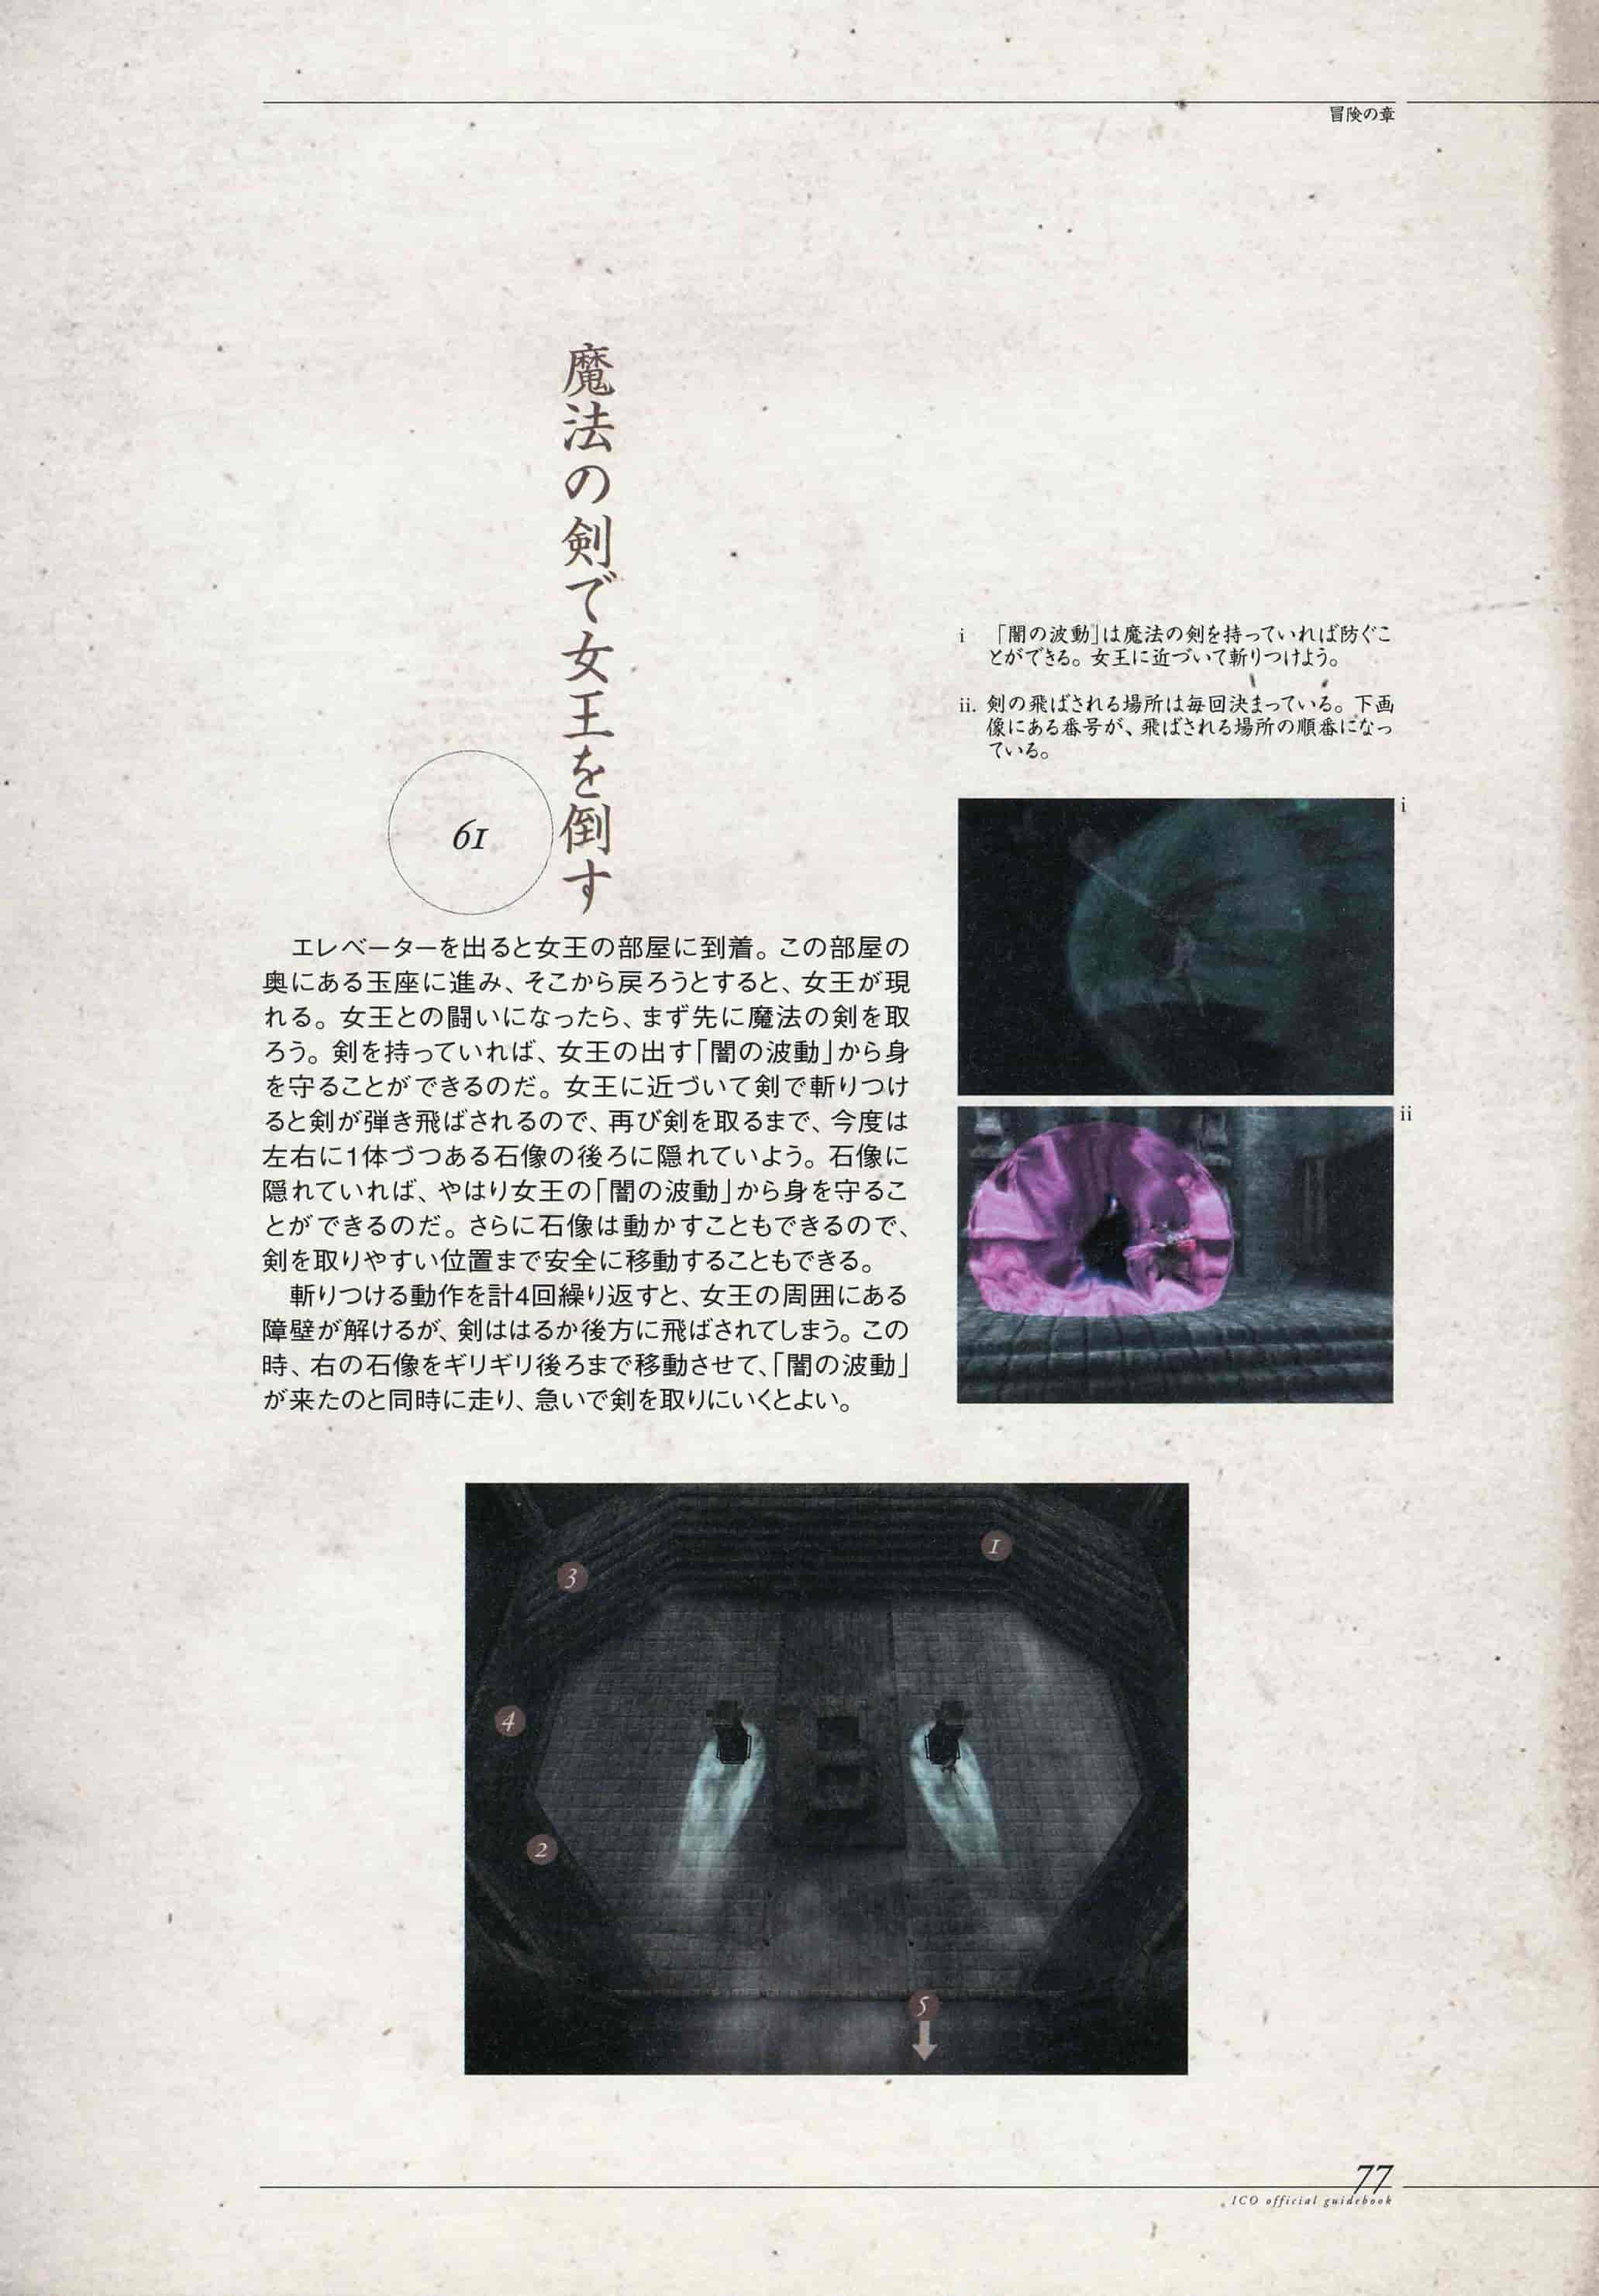 冒険の章
魔法の剣で女王を倒す
61
エレベーターを出ると女王の部屋に到着。この部屋の
奥にある玉座に進み、そこから戻ろうとすると、女王が現
れる。女王との闘いになったら、まず先に魔法の剣を取
ろう。剣を持っていれば、女王の出す「闇の波動」から身
を守ることができるのだ。女王に近づいて剣で斬りつけ
ると剣が弾き飛ばされるので、再び剣を取るまで、今度は
左右に1体づつある石像の後ろに隠れていよう。石像に
隠れていれば、やはり女王の「闇の波動」から身を守るこ
とができるのだ。さらに石像は動かすこともできるので、
剣を取りやすい位置まで安全に移動することもできる。
斬りつける動作を計4回繰り返すと、女王の周囲にある
障壁が解けるが、剣ははるか後方に飛ばされてしまう。この
時、右の石像をギリギリ後ろまで移動させて、「闇の波動」
が来たのと同時に走り、急いで剣を取りにいくとよい。
i 「闇の波動」は魔法の剣を持っていれば防ぐこ
とができる。女王に近づいて斬りつけよう。
ii. 剣の飛ばされる場所は毎回決まっている。下画
像にある番号が、飛ばされる場所の順番になっ
ている。
i
ii
1
3
4
2
5
77
ICO official guidebook